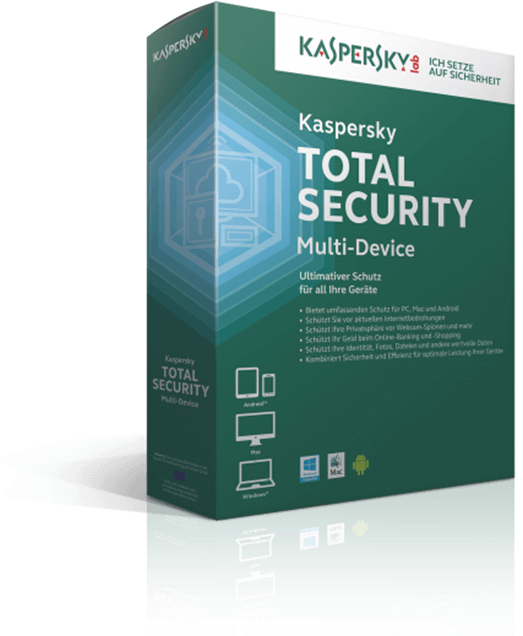 KASPERSKY lab
ICH SETZE
AUF SICHERHEIT
Kaspersky
TOTAL
SECURITY
Multi-Device
Ultimativer Schutz
für all Ihre Geräte
• Bietet umfassenden Schutz für PC, Mac und Android
• Schützt Sie vor aktuellen Internetbedrohungen
• Schützt Ihre Privatsphäre vor Webcam-Spionen und mehr
• Schützt Ihr Geld beim Online-Banking und -Shopping
• Schützt Ihre Identität, Fotos, Dateien und andere wertvolle Daten
• Kombiniert Sicherheit und Effizienz für optimale Leistung Ihrer Geräte
Android™
Mac
Windows®
Mac
KASPERSKY lab
Kaspersky
TOTAL
SECURITY
Multi-Device